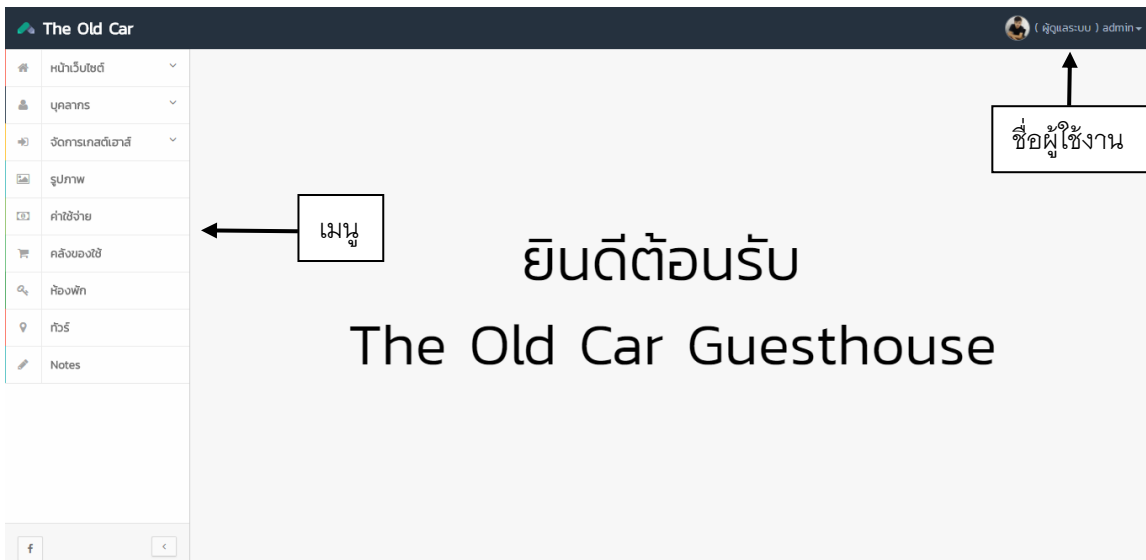 The Old Car
( ผู้ดูแลระบบ ) admin
หน้าเว็บไซต์
บุคลากร
ชื่อผู้ใช้งาน
จัดการเกสต์เฮาส์
รูปภาพ
ค่าใช้จ่าย
เมนู
คลังของใช้
ห้องพัก
ทัวร์
Notes
ยินดีต้อนรับ
The Old Car Guesthouse